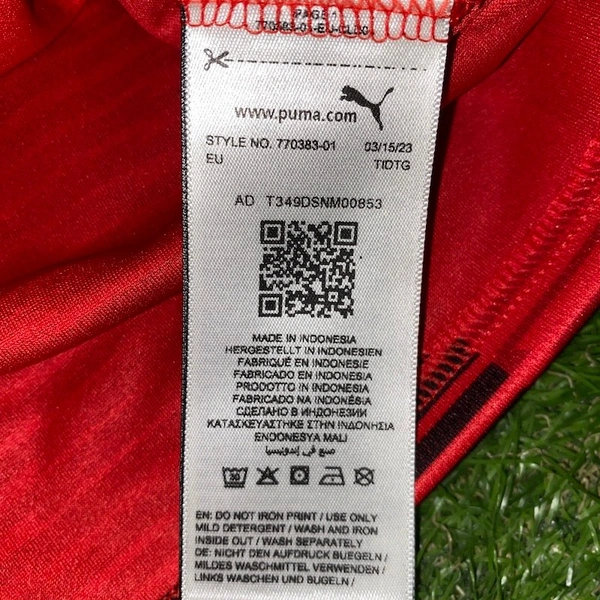 PAGE 1
www.puma.com
STYLE NO. 770383-01 03/15/23
EU TIDTG
AD T349DSNM00853
MADE IN INDONESIA
HERGESTELLT IN INDONESIEN
FABRIQUÉ EN INDONESIE
FABRICADO EN INDONESIA
PRODOTTO IN INDONESIA
FABRICADO NA INDONÉSIA
СДЕЛАНО В ИНДОНЕЗИИ
ΚΑΤΑΣΚΕΥΑΣΤΗΚΕ ΣΤΗΝ ΙΝΔΟΝΗΣΙΑ
ENDONESYA MALI
صنع في إندونيسيا
30
EN: DO NOT IRON PRINT / USE ONLY
MILD DETERGENT / WASH AND IRON
INSIDE OUT / WASH SEPARATELY
DE: NICHT DEN AUFDRUCK BUEGELN /
MILDES WASCHMITTEL VERWENDEN /
LINKS WASCHEN UND BUGELN /